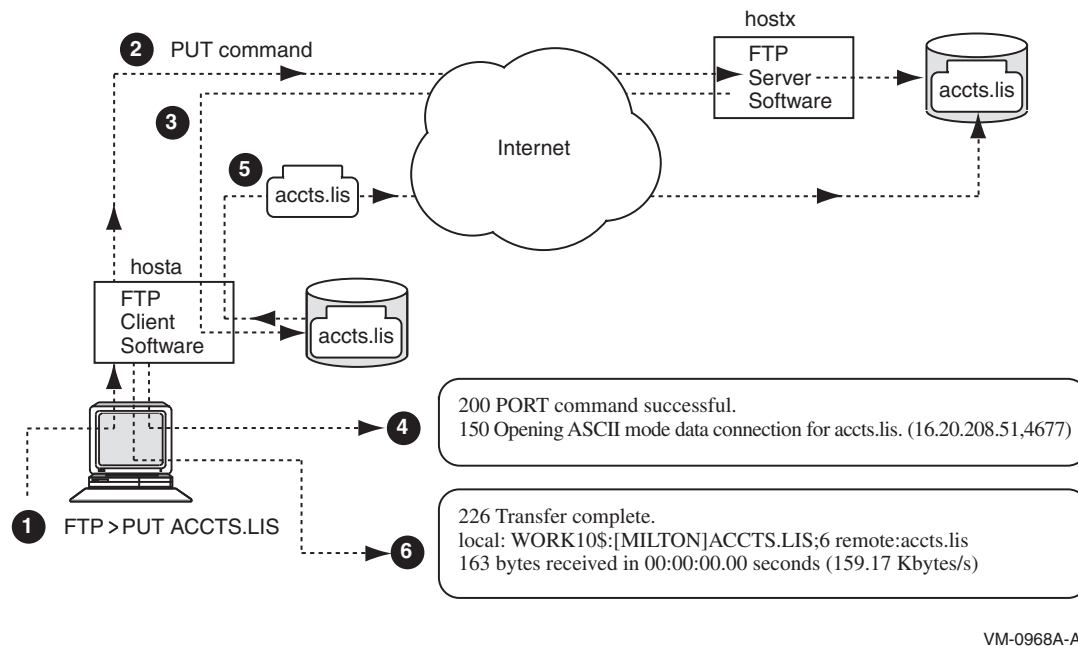 hostx
2 PUT command
FTP
Server
Software
accts.lis
3
Internet
5
accts.lis
hosta
FTP
Client
Software
accts.lis
4
200 PORT command successful.
150 Opening ASCII mode data connection for accts.lis. (16.20.208.51,4677)
1 FTP >PUT ACCTS.LIS
6
226 Transfer complete.
local: WORK10$:[MILTON]ACCTS.LIS;6 remote:accts.lis
163 bytes received in 00:00:00.00 seconds (159.17 Kbytes/s)
VM-0968A-A